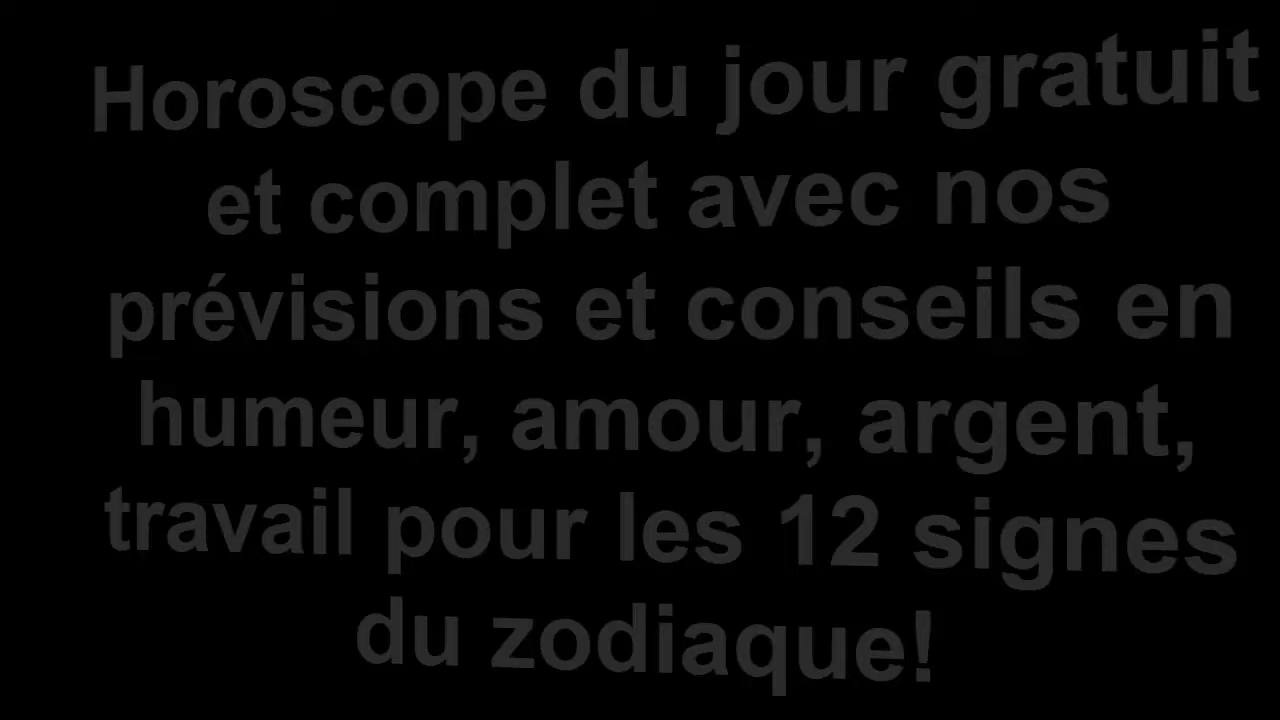 Horoscope du jour gratuit
et complet avec nos
prévisions et conseils en
humeur, amour, argent,
travail pour les 12 signes
du zodiaque!